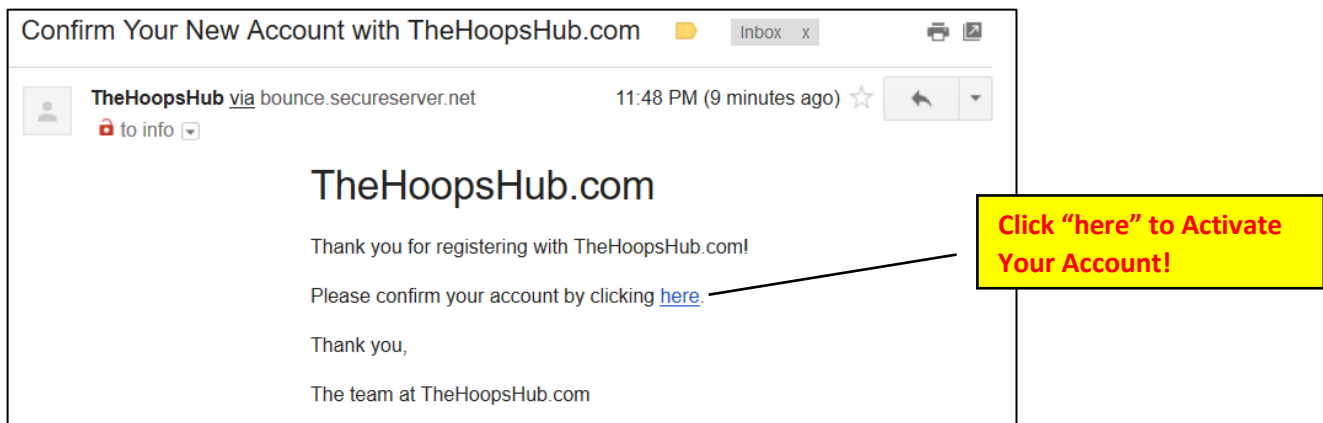 Confirm Your New Account with TheHoopsHub.com Inbox x
TheHoopsHub via bounce.secureserver.net 11:48 PM (9 minutes ago)
to info
TheHoopsHub.com
Thank you for registering with TheHoopsHub.com!
Please confirm your account by clicking here.
Click “here” to Activate
Your Account!
Thank you,
The team at TheHoopsHub.com